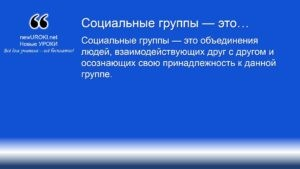 Социальные группы — это…
Социальные группы — это объединения
людей, взаимодействующих друг с другом и
осознающих свою принадлежность к данной
группе.
newUROKI.net
Новые УРОКИ
Всё для учителя – всё бесплатно!